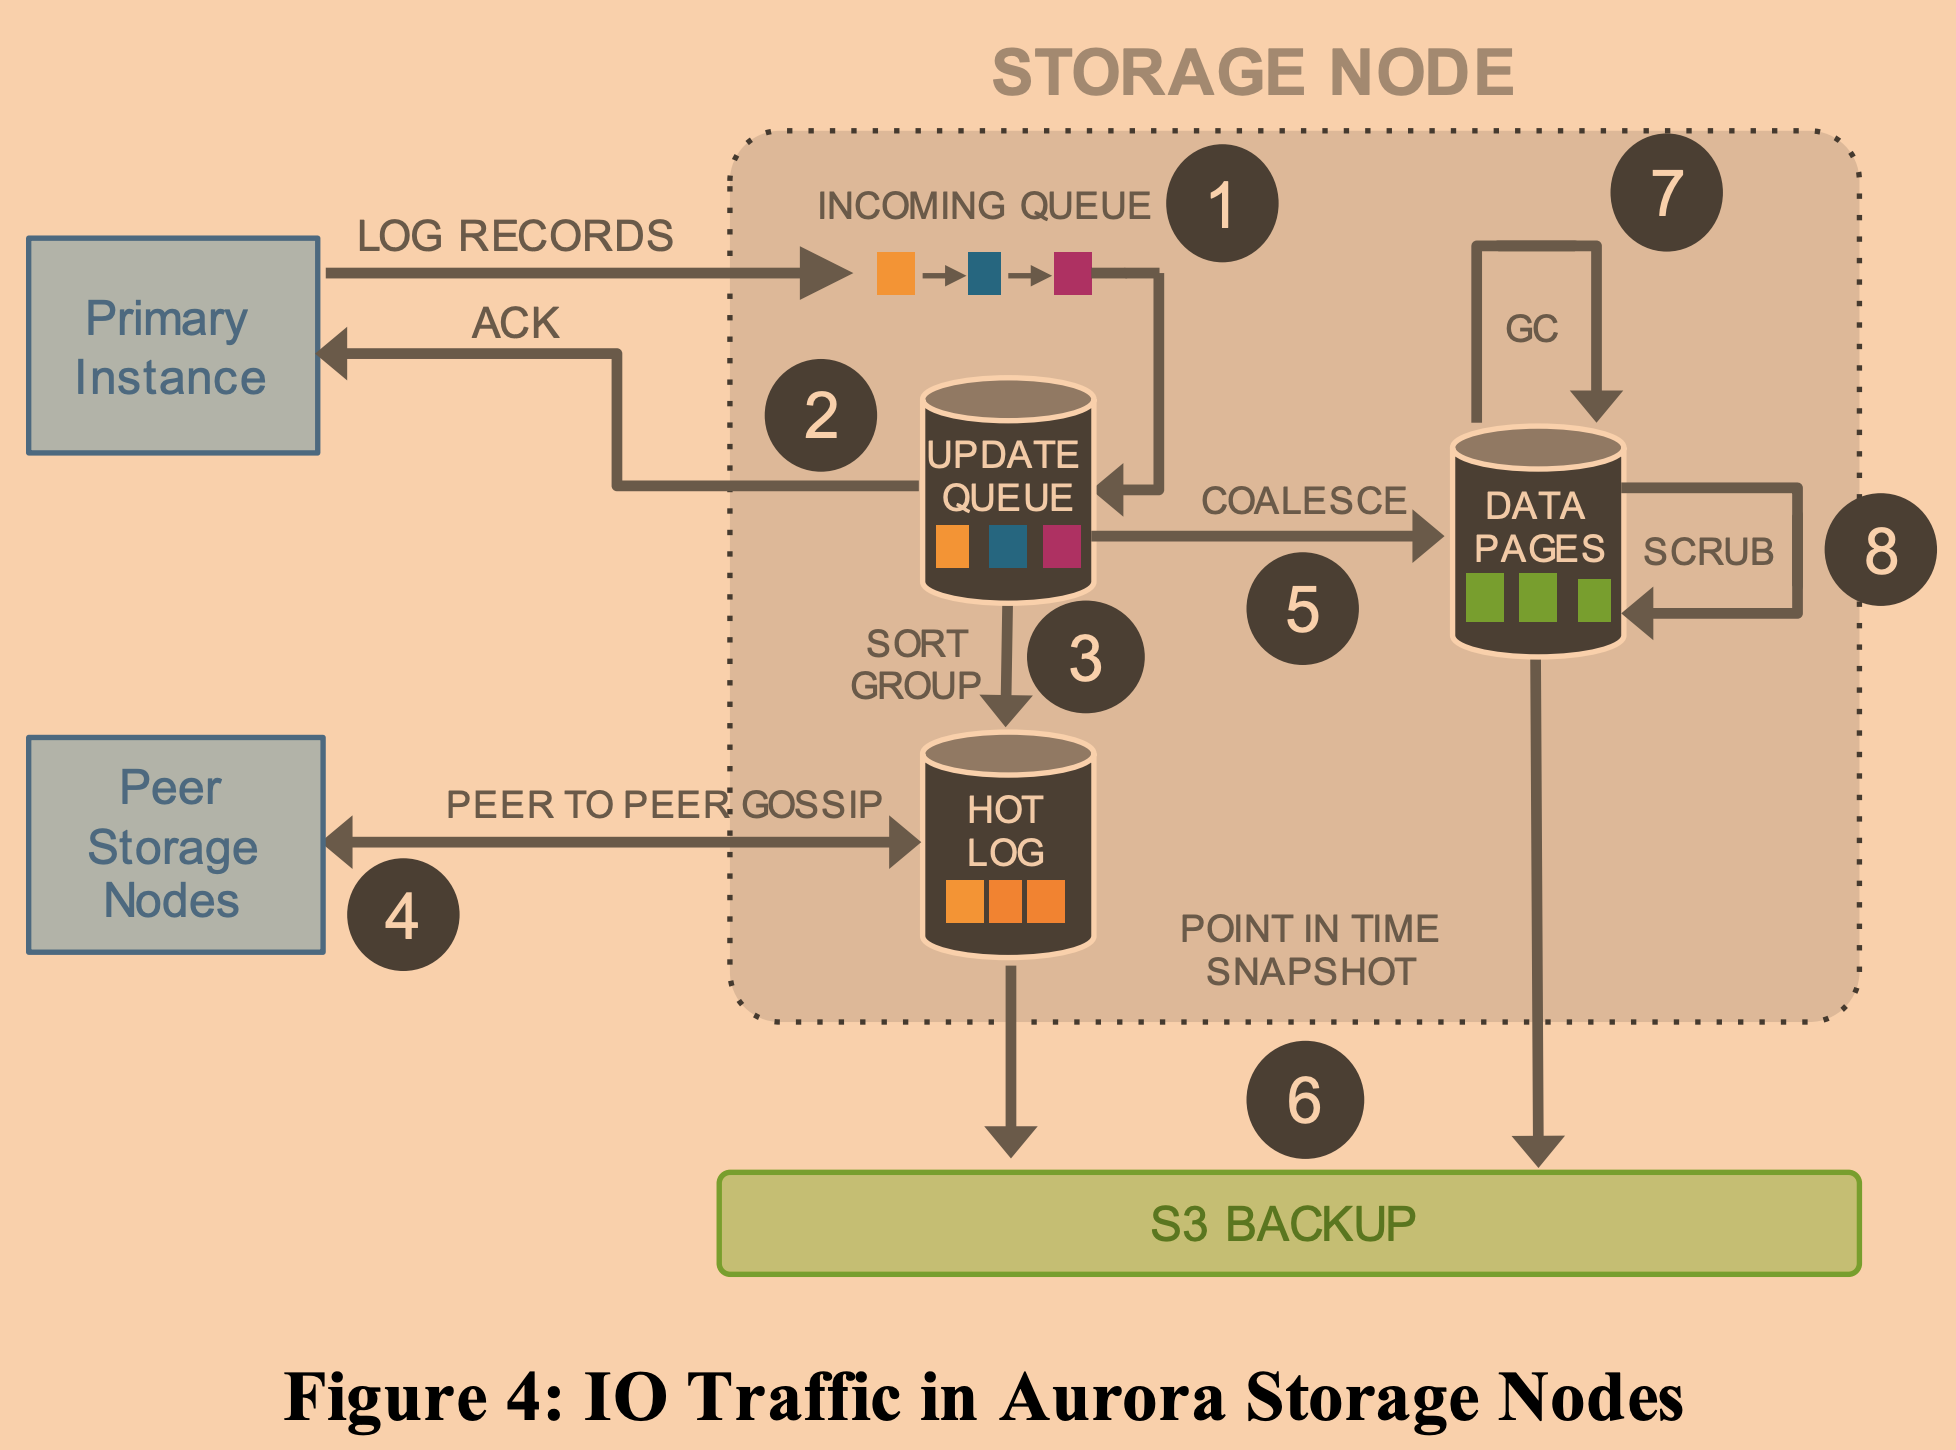 STORAGE NODE
INCOMING QUEUE
1
7
LOG RECORDS
Primary
Instance
ACK
GC
2
UPDATE
QUEUE
COALESCE
5
DATA
PAGES
SCRUB
8
SORT
GROUP
3
Peer
Storage
Nodes
PEER TO PEER GOSSIP
4
HOT
LOG
POINT IN TIME
SNAPSHOT
6
S3 BACKUP
Figure 4: IO Traffic in Aurora Storage Nodes